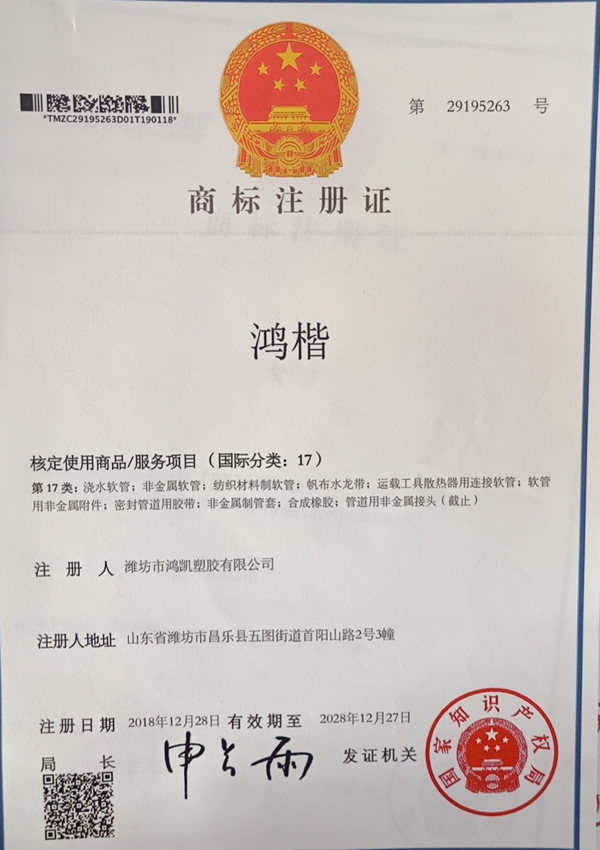 第 29195263 号
*TMZC29195263D01T190118*
商标注册证
鸿楷
核定使用商品/服务项目（国际分类：17）
第 17 类：浇水软管；非金属软管；纺织材料制软管；帆布水龙带；运载工具散热器用连接软管；软管
用非金属附件；密封管道用胶带；非金属制管套；合成橡胶；管道用非金属接头（截止）
注 册 人 潍坊市鸿凯塑胶有限公司
注册人地址 山东省潍坊市昌乐县五图街道首阳山路2号3幢
注册日期 2018年12月28日 有效期至 2028年12月27日
局 长 申长雨 发证机关
国家知识产权局